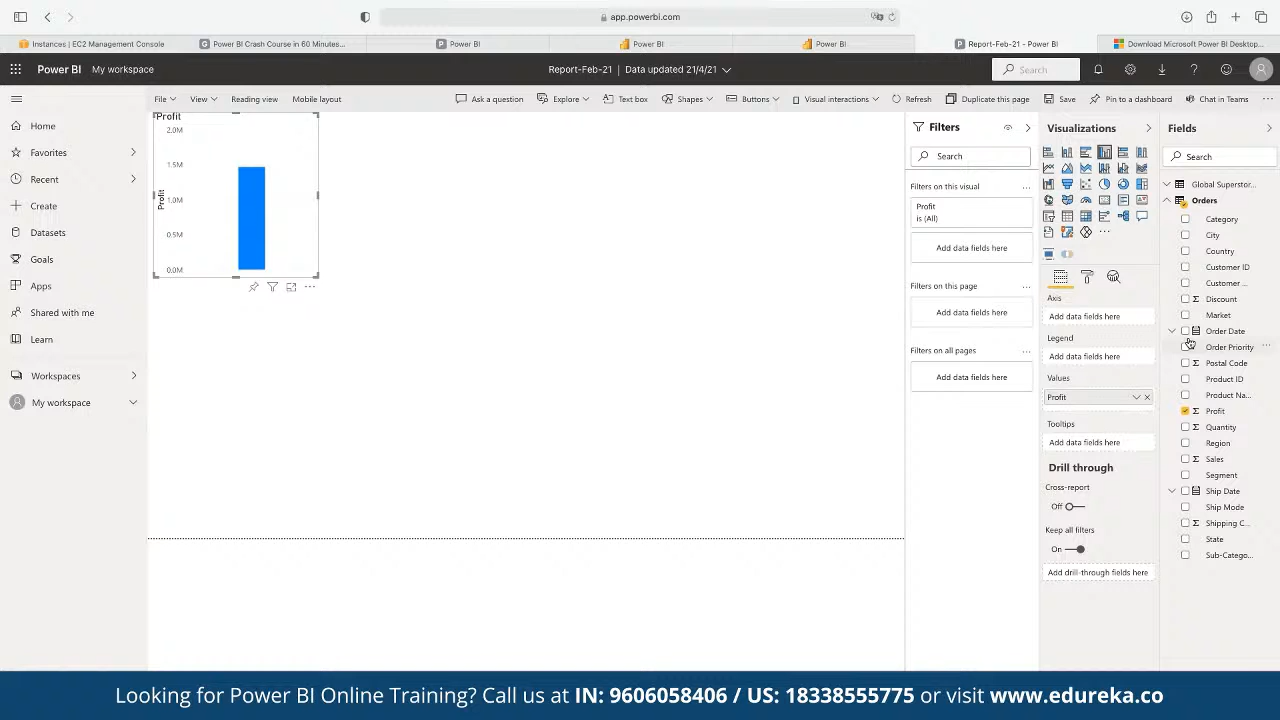 app.powerbi.com
Instances | EC2 Management Console
Power BI Crash Course in 60 Minutes...
Power BI
Power BI
Power BI
Report-Feb-21 - Power BI
Download Microsoft Power BI Desktop...
Power BI My workspace
Report-Feb-21 | Data updated 21/4/21
Search
File View Reading view Mobile layout
Ask a question Explore Text box Shapes Buttons Visual interactions Refresh Duplicate this page Save Pin to a dashboard Chat in Teams
Home
Favorites
Recent
Create
Datasets
Goals
Apps
Shared with me
Learn
Workspaces
My workspace
Profit
2.0M
1.5M
1.0M
0.5M
0.0M
Profit
Filters
Search
Filters on this visual
Profit
is (All)
Add data fields here
Filters on this page
Add data fields here
Filters on all pages
Add data fields here
Visualizations
Axis
Add data fields here
Legend
Add data fields here
Values
Profit
Tooltips
Add data fields here
Drill through
Cross-report
Off
Keep all filters
On
Add drill-through fields here
Fields
Search
Global Superstor...
Orders
Category
City
Country
Customer ID
Customer ...
Discount
Market
Order Date
Order Priority
Postal Code
Product ID
Product Na...
Profit
Quantity
Region
Sales
Segment
Ship Date
Ship Mode
Shipping C...
State
Sub-Catego...
Looking for Power BI Online Training? Call us at IN: 9606058406 / US: 18338555775 or visit www.edureka.co